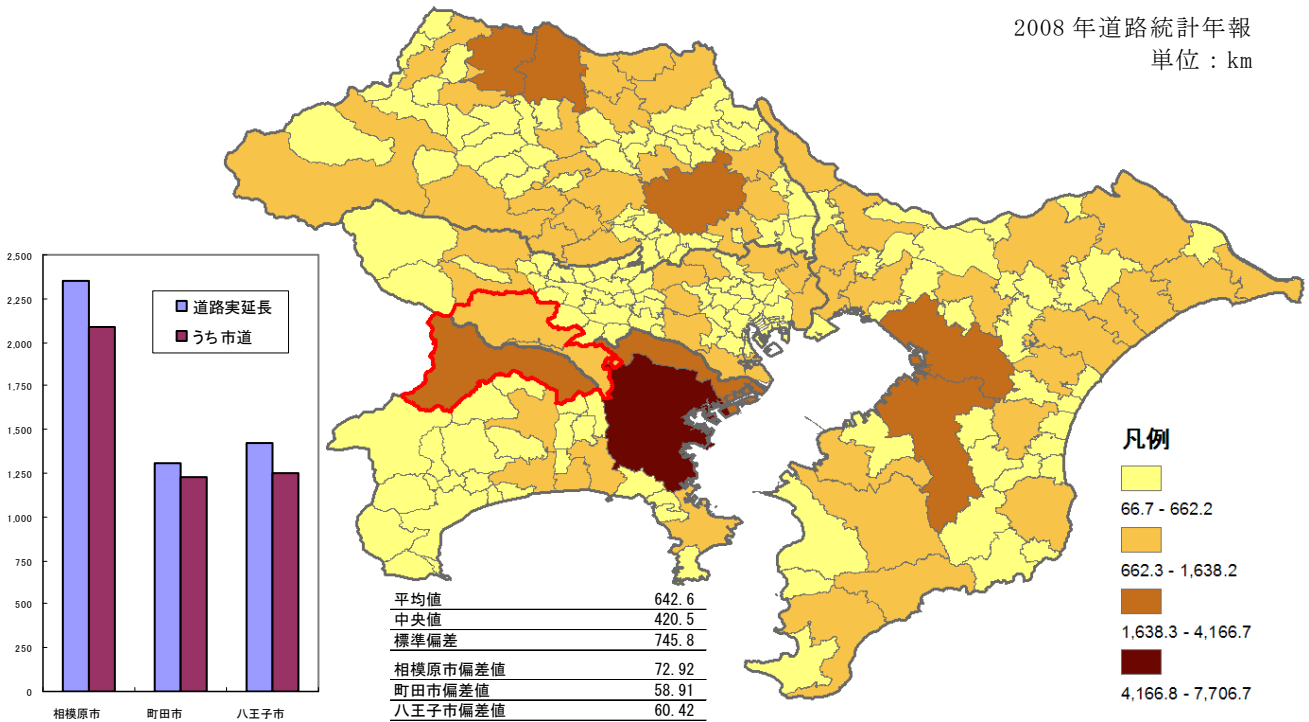 2008 年道路統計年報
単位：km
2,500
2,250
2,000
1,750
1,500
1,250
1,000
750
500
250
0
道路実延長
うち市道
相模原市 町田市 八王子市
平均値 642.6
中央値 420.5
標準偏差 745.8
相模原市偏差値 72.92
町田市偏差値 58.91
八王子市偏差値 60.42
凡例
66.7 - 662.2
662.3 - 1,638.2
1,638.3 - 4,166.7
4,166.8 - 7,706.7